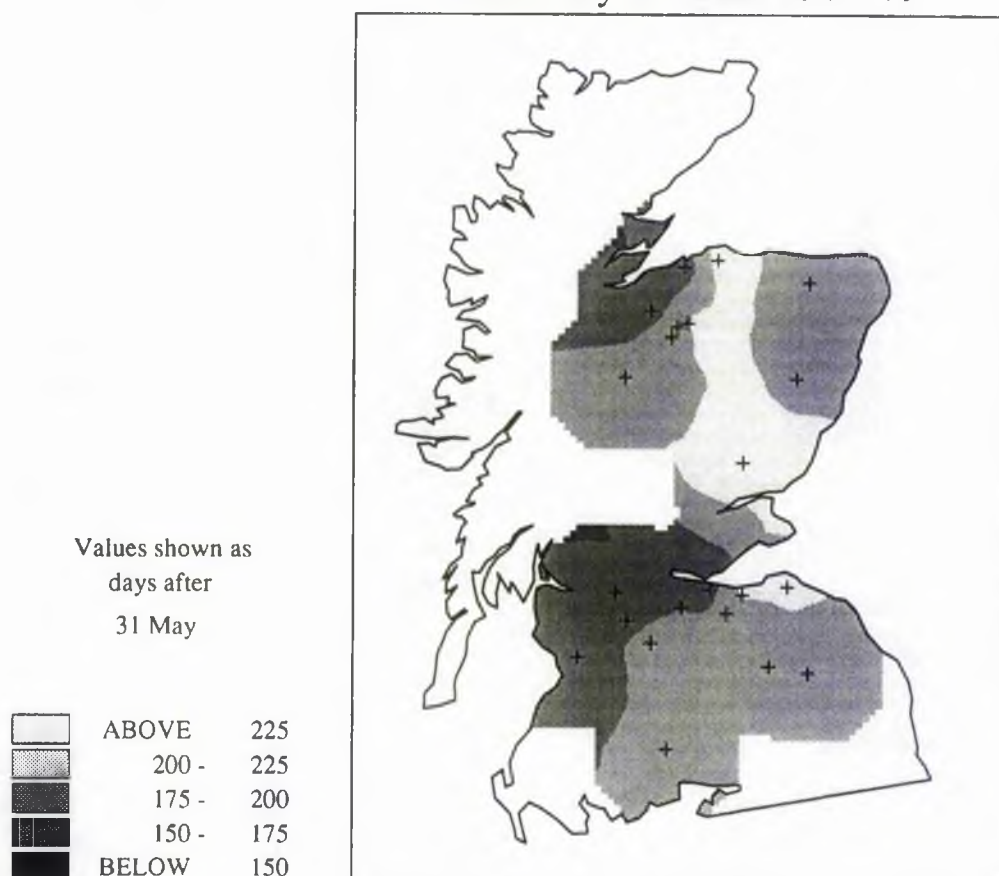 Values shown as
days after
31 May
ABOVE 225
200 - 225
175 - 200
150 - 175
BELOW 150